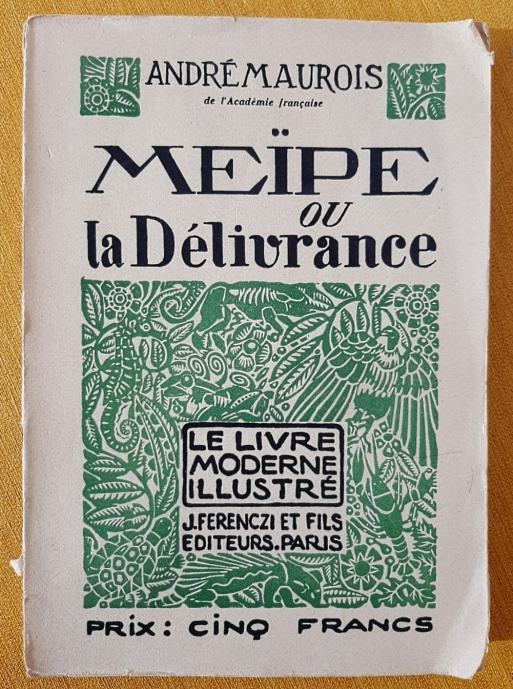 ANDRÉ MAUROIS
de l'Académie française
MEÏPE
OU
la Délivrance
LE LIVRE
MODERNE
ILLUSTRÉ
J. FERENCZI ET FILS
EDITEURS. PARIS
PRIX: CINQ FRANCS